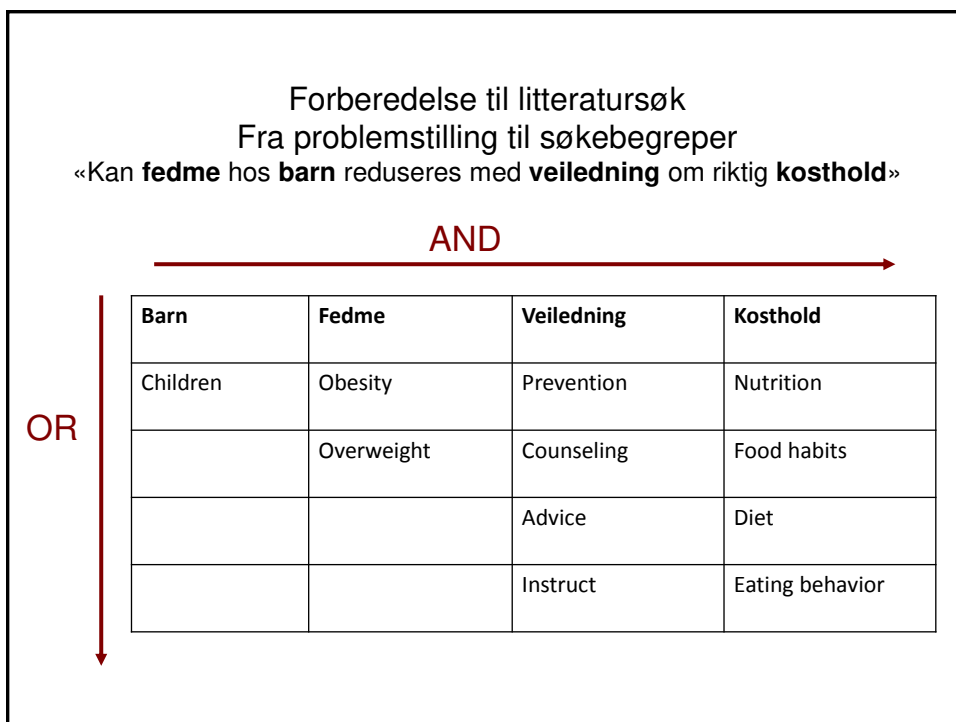 Forberedelse til litteratursøk
Fra problemstilling til søkebegreper
«Kan fedme hos barn reduseres med veiledning om riktig kosthold»
AND
OR
Barn Fedme Veiledning Kosthold
Children Obesity Prevention Nutrition
Overweight Counseling Food habits
Advice Diet
Instruct Eating behavior